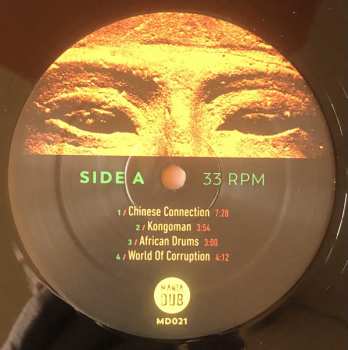 SIDE A 33 RPM
1 / Chinese Connection 7:28
2 / Kongoman 3:54
3 / African Drums 3:00
4 / World Of Corruption 4:12
MANIA
DUB
MD021